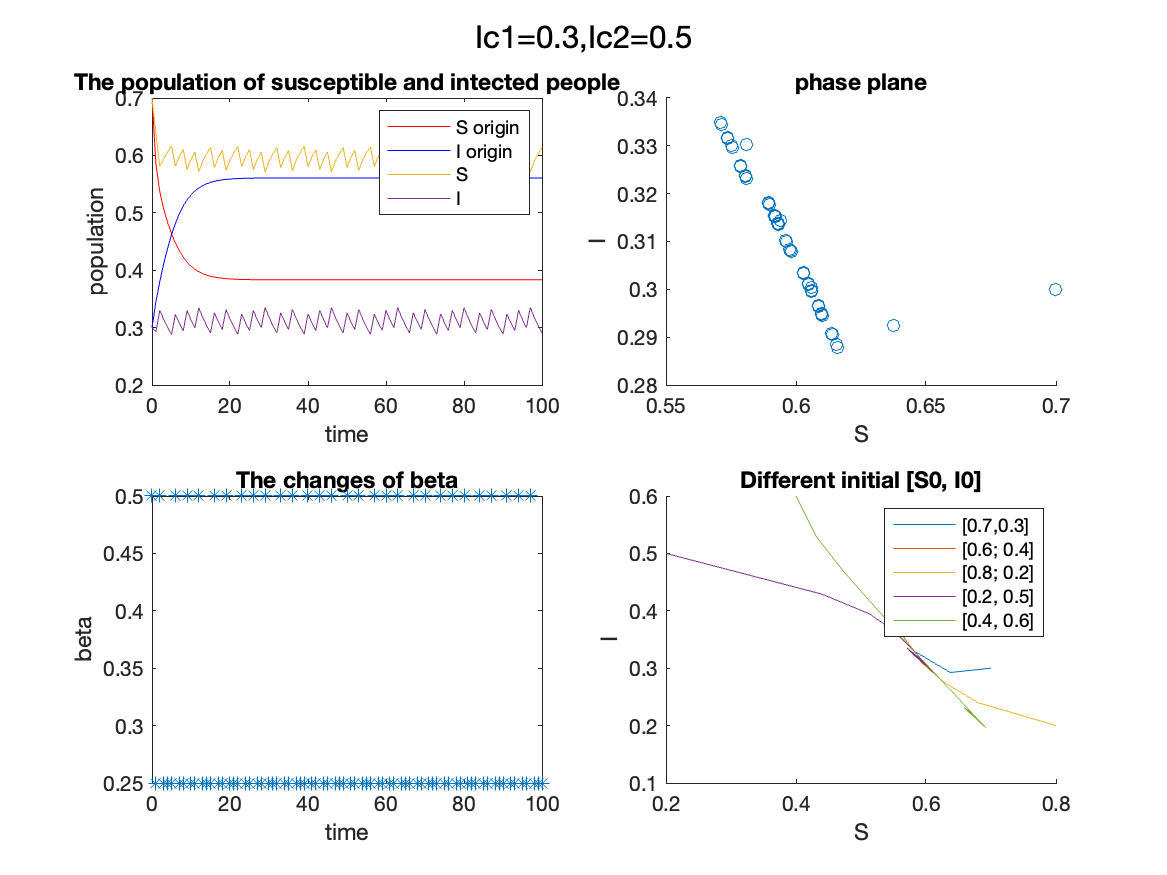 Ic1=0.3,Ic2=0.5
The population of susceptible and intected people
0.7
0.6
0.5
0.4
0.3
0.2
population
0
20
40
60
80
100
time
S origin
I origin
S
I
phase plane
0.34
0.33
0.32
0.31
0.3
0.29
0.28
I
0.55
0.6
0.65
0.7
S
The changes of beta
0.5
0.45
0.4
0.35
0.3
0.25
beta
0
20
40
60
80
100
time
Different initial [S0, I0]
0.6
0.5
0.4
0.3
0.2
0.1
I
0.2
0.4
0.6
0.8
S
[0.7,0.3]
[0.6; 0.4]
[0.8; 0.2]
[0.2, 0.5]
[0.4, 0.6]